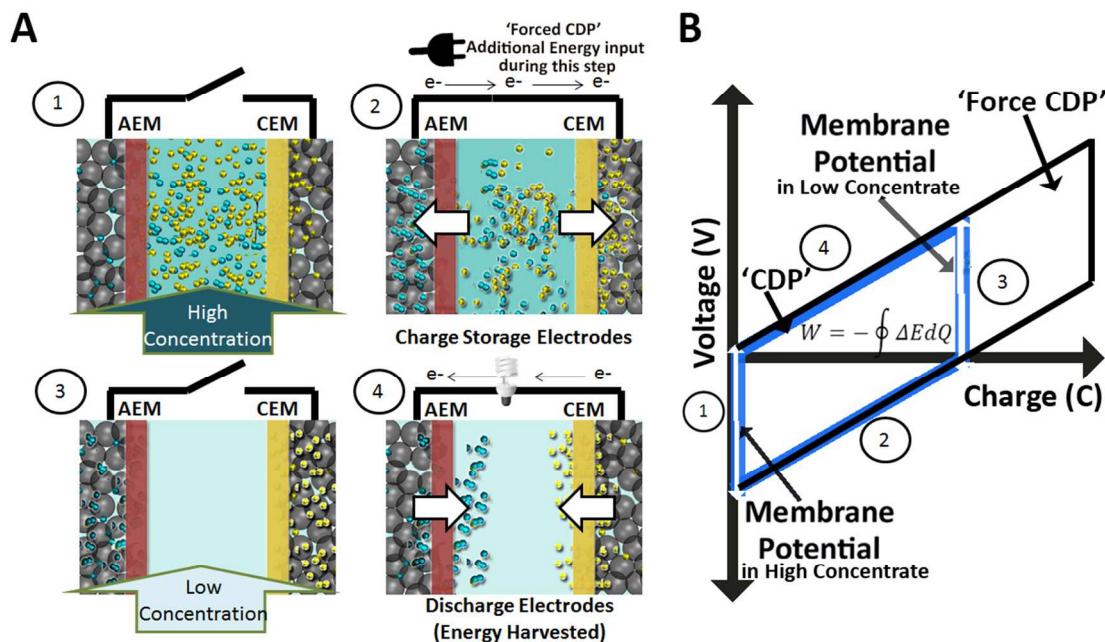 A
1
AEM
CEM
High
Concentration
2
‘Forced CDP’
Additional Energy input
during this step
e-
e-
e-
AEM
CEM
Charge Storage Electrodes
3
AEM
CEM
Low
Concentration
4
e-
e-
AEM
CEM
Discharge Electrodes
(Energy Harvested)
B
‘Force CDP’
Membrane
Potential
in Low Concentrate
4
‘CDP’
3
W = −∮ ΔEdQ
Voltage (V)
Charge (C)
1
2
Membrane
Potential
in High Concentrate